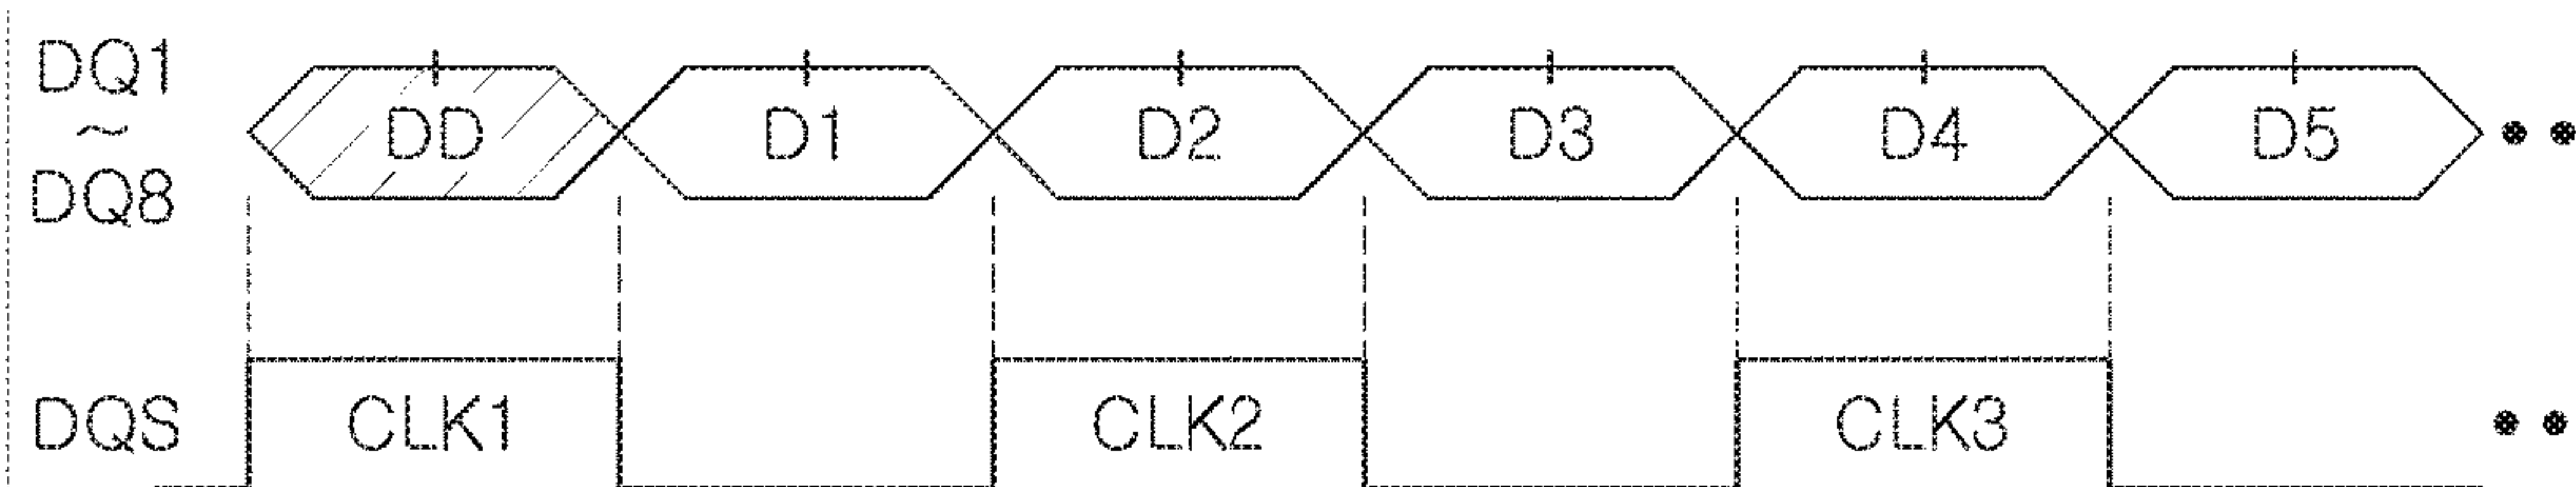 DQ1
~
DQ8
DD D1 D2 D3 D4 D5
DQS CLK1 CLK2 CLK3